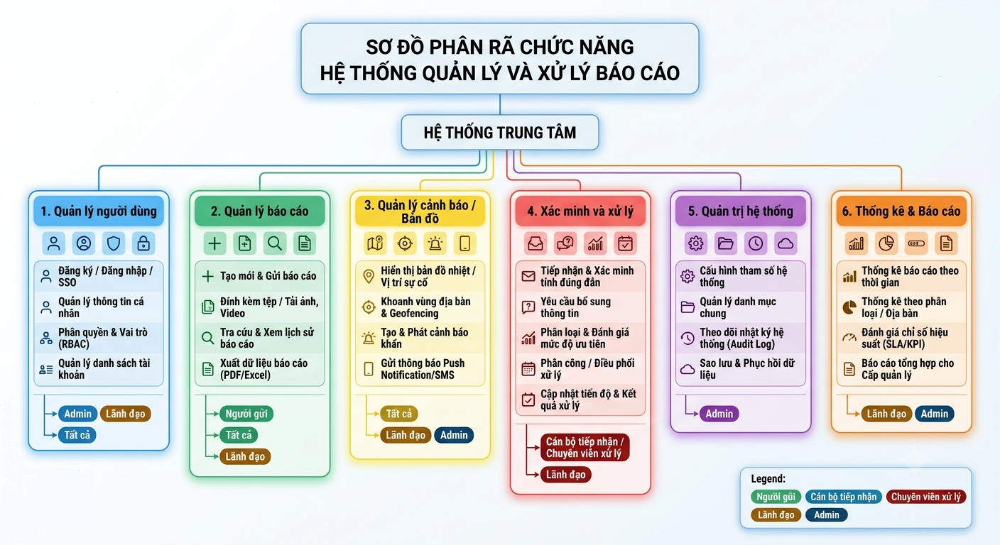 SƠ ĐỒ PHÂN RÃ CHỨC NĂNG
HỆ THỐNG QUẢN LÝ VÀ XỬ LÝ BÁO CÁO
HỆ THỐNG TRUNG TÂM
1. Quản lý người dùng
Đăng ký / Đăng nhập /
SSO
Quản lý thông tin cá
nhân
Phân quyền & Vai trò
(RBAC)
Quản lý danh sách tài
khoản
Admin
Lãnh đạo
Tất cả
2. Quản lý báo cáo
Tạo mới & Gửi báo cáo
Đính kèm tệp / Tải ảnh,
Video
Tra cứu & Xem lịch sử
báo cáo
Xuất dữ liệu báo cáo
(PDF/Excel)
Người gửi
Tất cả
Lãnh đạo
3. Quản lý cảnh báo /
Bản đồ
Hiển thị bản đồ nhiệt /
Vị trí sự cố
Khoanh vùng địa bàn
& Geofencing
Tạo & Phát cảnh báo
khẩn
Gửi thông báo Push
Notification/SMS
Tất cả
Lãnh đạo
Admin
4. Xác minh và xử lý
Tiếp nhận & Xác minh
tính đúng đắn
Yêu cầu bổ sung
thông tin
Phân loại & Đánh giá
mức độ ưu tiên
Phân công / Điều phối
xử lý
Cập nhật tiến độ & Kết
quả xử lý
Cán bộ tiếp nhận /
Chuyên viên xử lý
Lãnh đạo
5. Quản trị hệ thống
Cấu hình tham số hệ
thống
Quản lý danh mục
chung
Theo dõi nhật ký hệ
thống (Audit Log)
Sao lưu & Phục hồi dữ
liệu
Admin
6. Thống kê & Báo cáo
Thống kê báo cáo theo
thời gian
Thống kê theo phân
loại / Địa bàn
Đánh giá chỉ số hiệu
suất (SLA/KPI)
Báo cáo tổng hợp cho
Cấp quản lý
Lãnh đạo
Admin
Legend:
Người gửi
Cán bộ tiếp nhận
Chuyên viên xử lý
Lãnh đạo
Admin